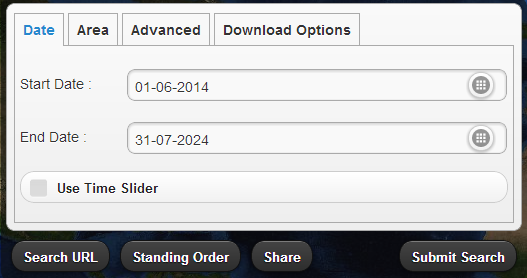 Date Area Advanced Download Options
Start Date : 01-06-2014
End Date : 31-07-2024
Use Time Slider
Search URL Standing Order Share Submit Search